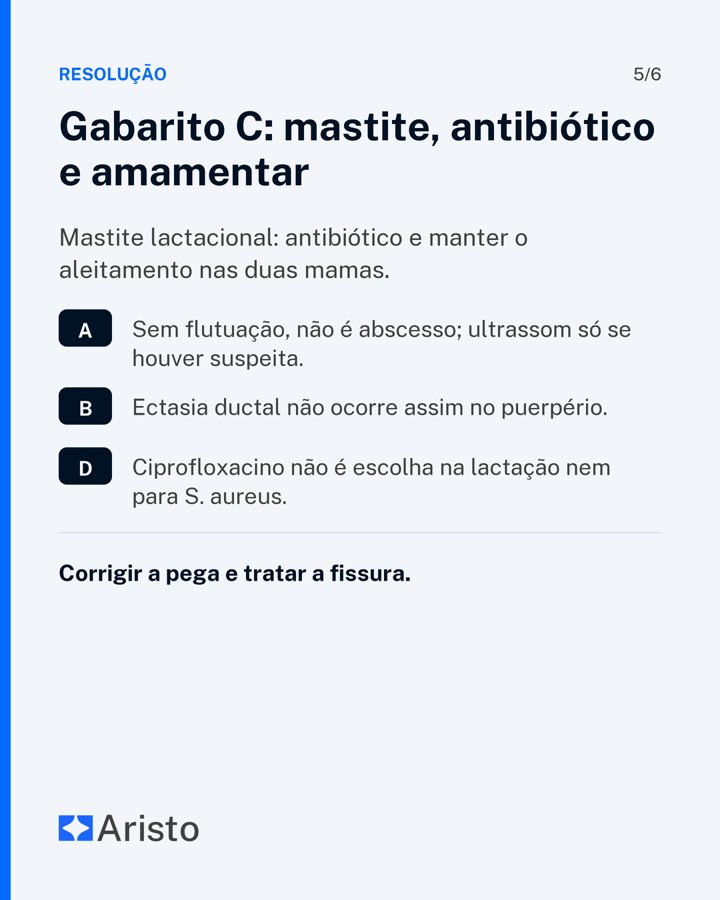 RESOLUÇÃO
5/6
Gabarito C: mastite, antibiótico
e amamentar
Mastite lactacional: antibiótico e manter o
aleitamento nas duas mamas.
A
Sem flutuação, não é abscesso; ultrassom só se
houver suspeita.
B
Ectasia ductal não ocorre assim no puerpério.
D
Ciprofloxacino não é escolha na lactação nem
para S. aureus.
Corrigir a pega e tratar a fissura.
Aristo